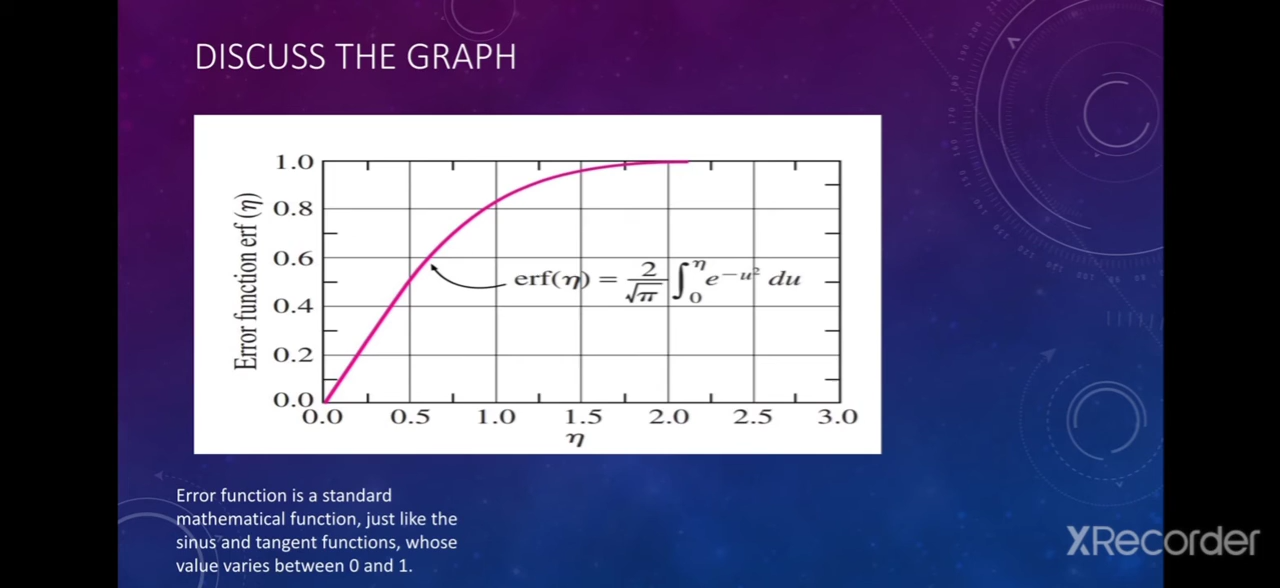 DISCUSS THE GRAPH
1.0
0.8
0.6
0.4
0.2
0.0
Error function erf (η)
erf(η) = 2/√π ∫₀^η e^−u² du
0.0 0.5 1.0 1.5 2.0 2.5 3.0
η
Error function is a standard
mathematical function, just like the
sinus and tangent functions, whose
value varies between 0 and 1.
XRecorder